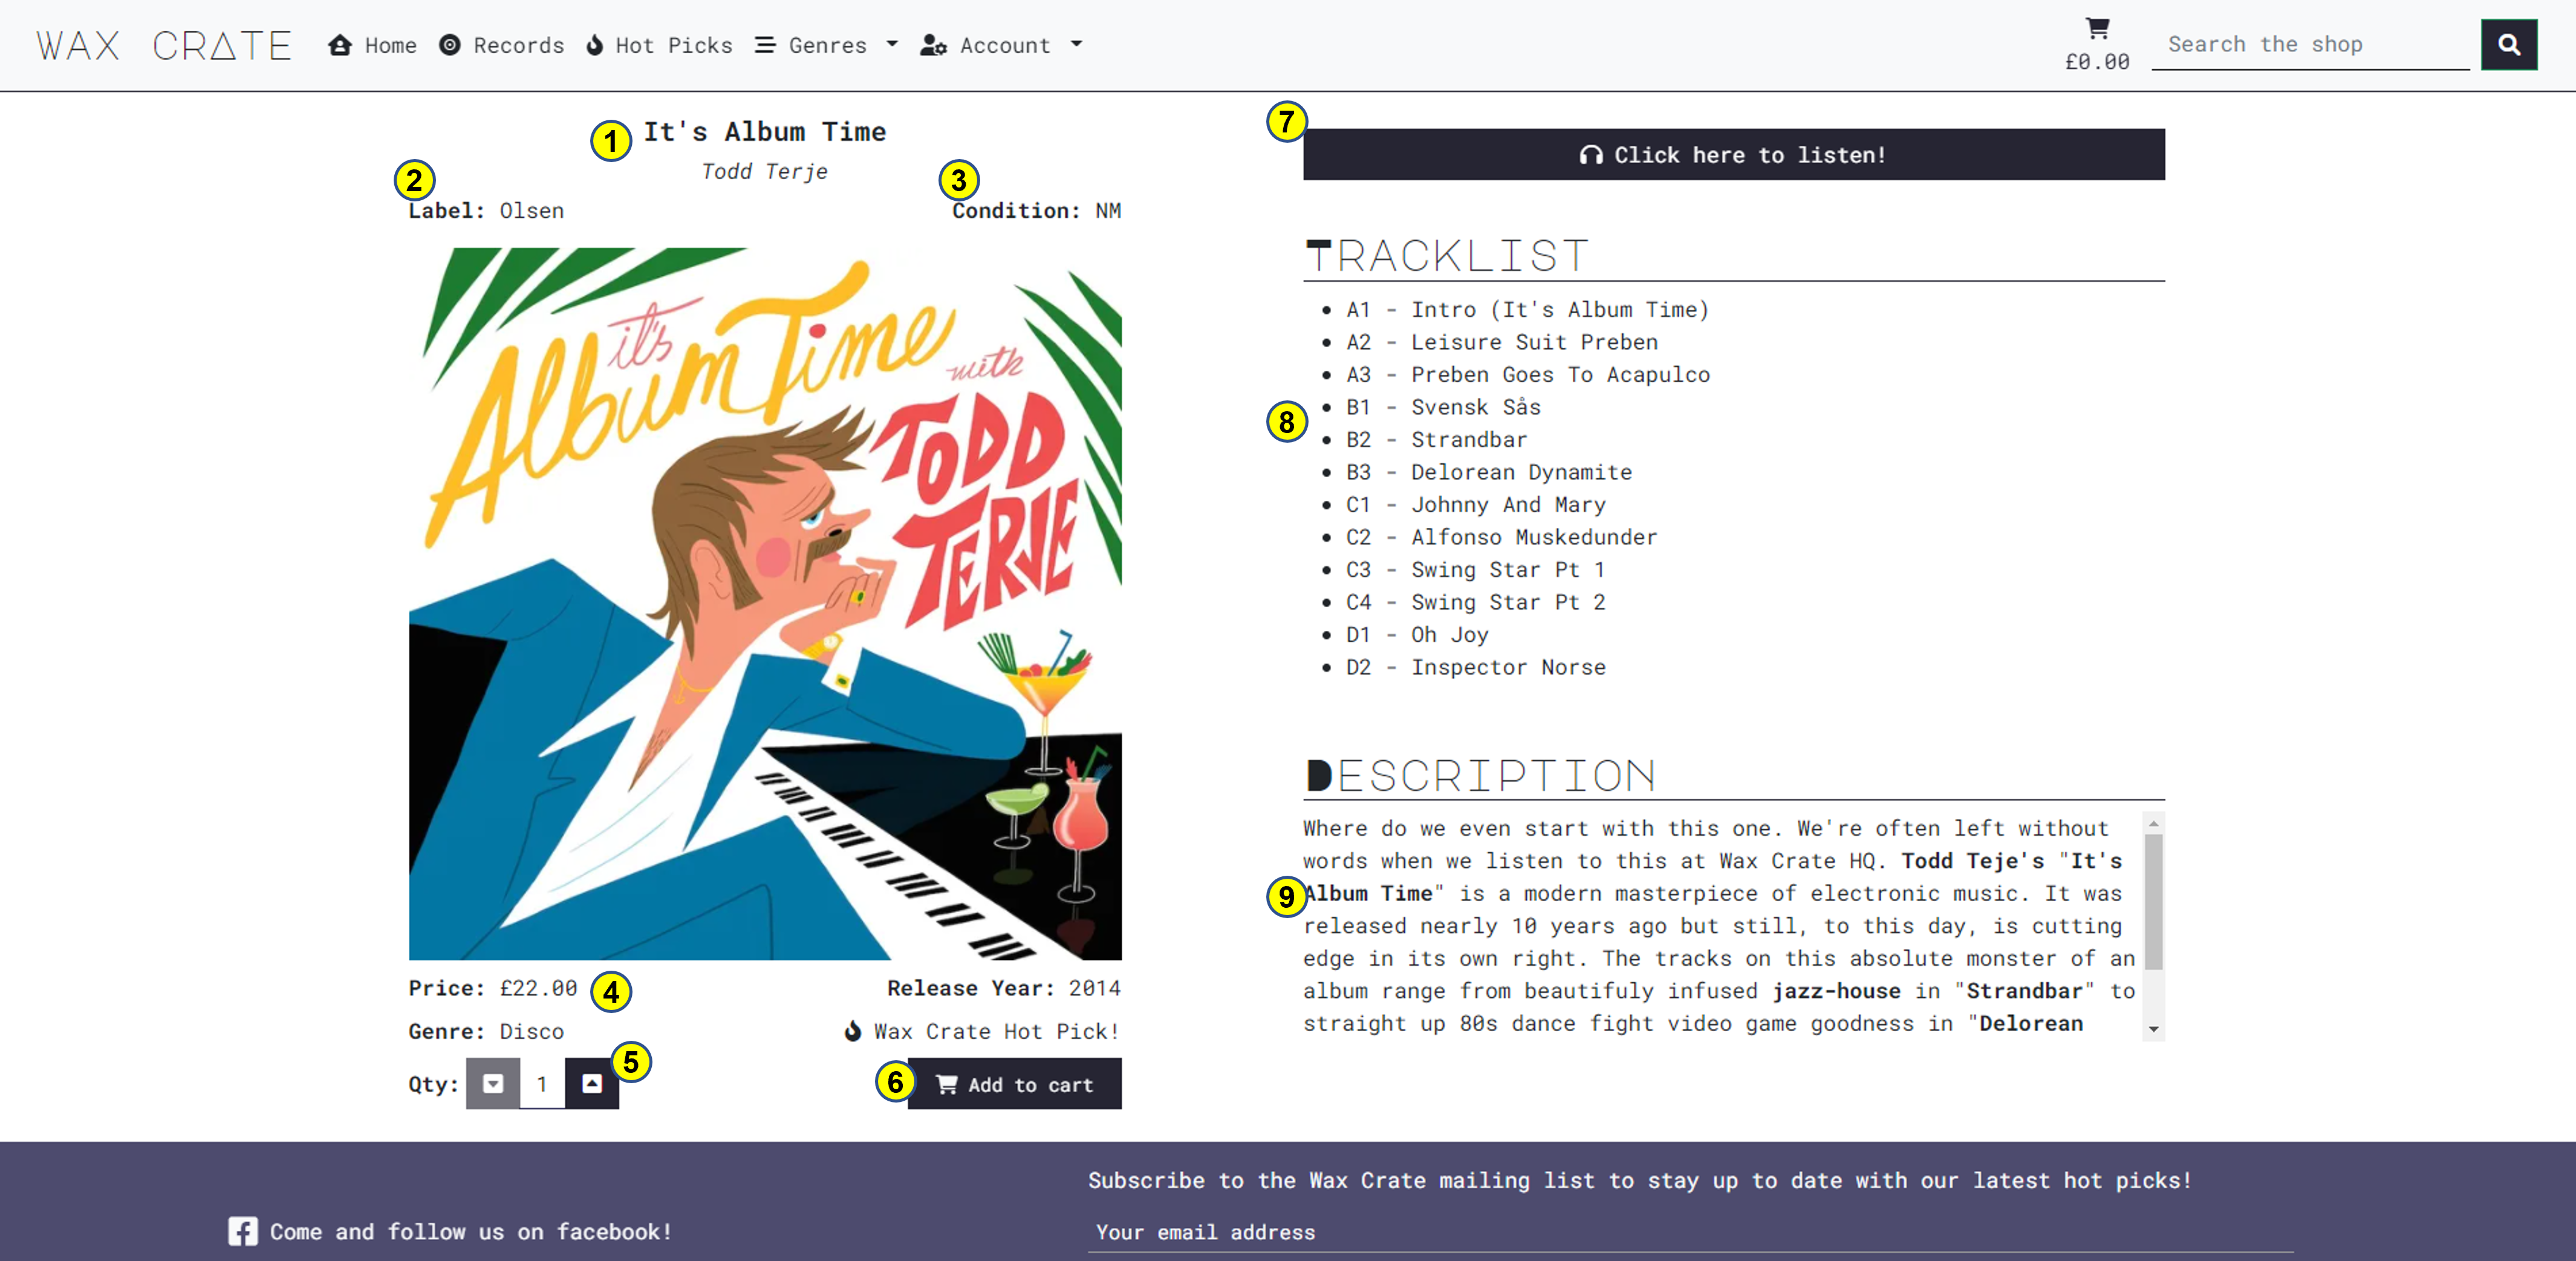 WAX CRATE
Home
Records
Hot Picks
Genres
Account
£0.00
Search the shop
1
It's Album Time
Todd Terje
2
Label: Olsen
3
Condition: NM
it's
Album Time
with
TODD
TERJE
4
Price: £22.00
Release Year: 2014
Genre: Disco
Wax Crate Hot Pick!
5
Qty: 1
6
Add to cart
7
Click here to listen!
TRACKLIST
8
• A1 - Intro (It's Album Time)
• A2 - Leisure Suit Preben
• A3 - Preben Goes To Acapulco
• B1 - Svensk Sås
• B2 - Strandbar
• B3 - Delorean Dynamite
• C1 - Johnny And Mary
• C2 - Alfonso Muskedunder
• C3 - Swing Star Pt 1
• C4 - Swing Star Pt 2
• D1 - Oh Joy
• D2 - Inspector Norse
DESCRIPTION
9
Where do we even start with this one. We're often left without
words when we listen to this at Wax Crate HQ. Todd Teje's "It's
Album Time" is a modern masterpiece of electronic music. It was
released nearly 10 years ago but still, to this day, is cutting
edge in its own right. The tracks on this absolute monster of an
album range from beautifuly infused jazz-house in "Strandbar" to
straight up 80s dance fight video game goodness in "Delorean
Subscribe to the Wax Crate mailing list to stay up to date with our latest hot picks!
Come and follow us on facebook!
Your email address